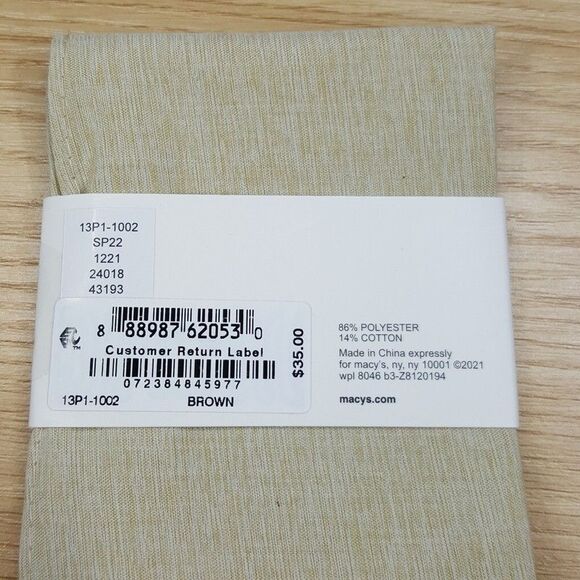 13P1-1002
SP22
1221
24018
43193
8 88987 62053 0
Customer Return Label
072384845977
$35.00
13P1-1002 BROWN
TM
86% POLYESTER
14% COTTON
Made in China expressly
for macy's, ny, ny 10001 ©2021
wpl 8046 b3-Z8120194
macys.com